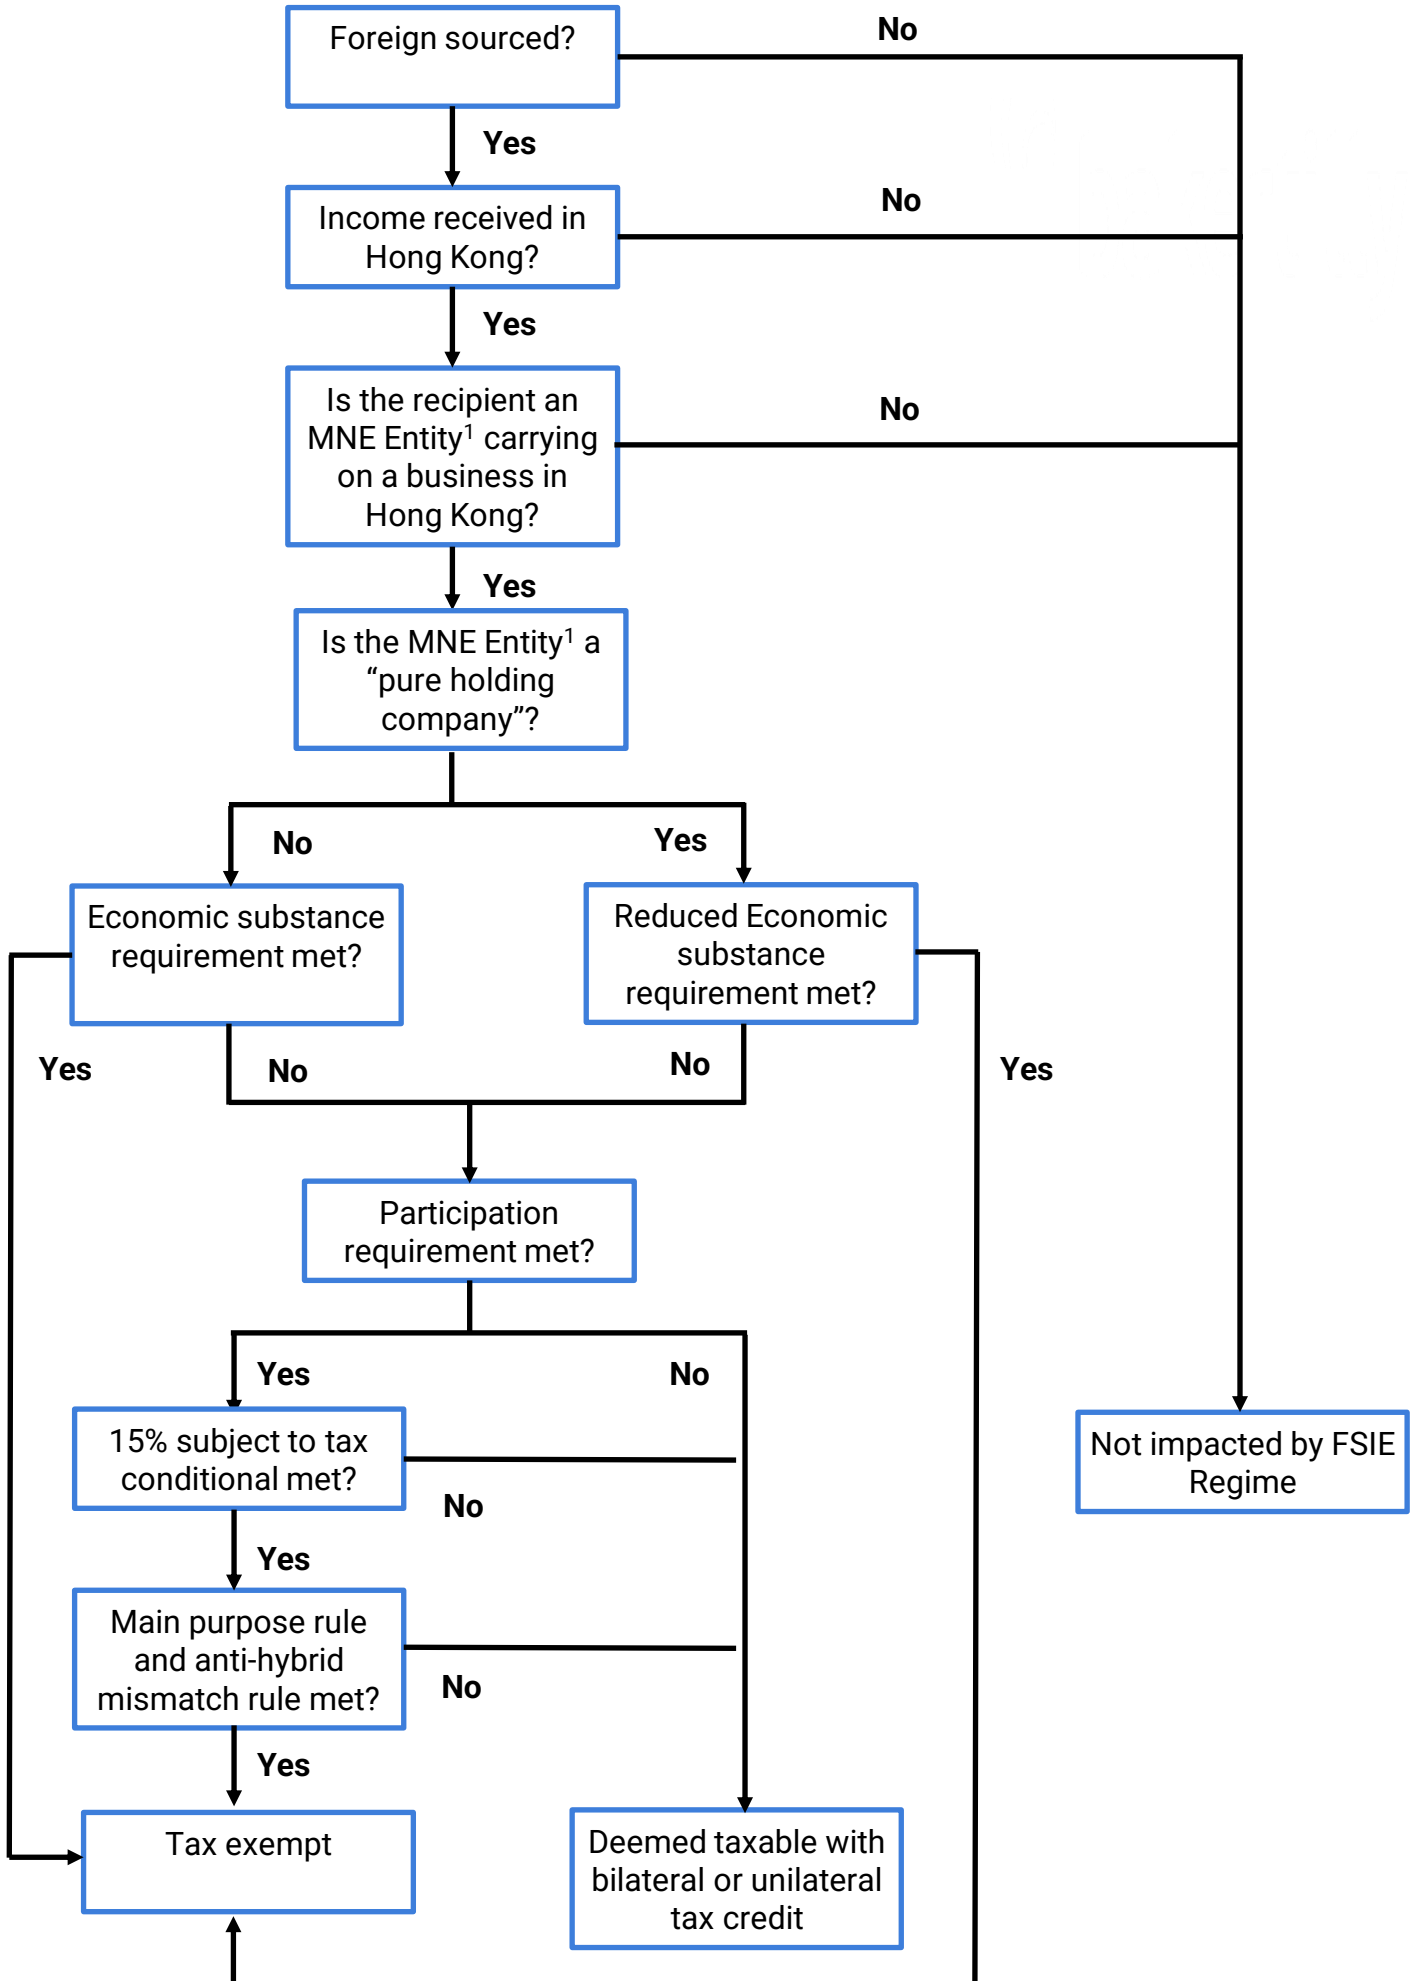 Foreign sourced?
No
Yes
Income received in
Hong Kong?
No
Yes
Is the recipient an
MNE Entity¹ carrying
on a business in
Hong Kong?
No
Yes
Is the MNE Entity¹ a
“pure holding
company”?
No
Yes
Economic substance
requirement met?
Reduced Economic
substance
requirement met?
Yes
No
No
Yes
Participation
requirement met?
Yes
No
15% subject to tax
conditional met?
No
Not impacted by FSIE
Regime
Yes
Main purpose rule
and anti-hybrid
mismatch rule met?
No
Yes
Tax exempt
Deemed taxable with
bilateral or unilateral
tax credit